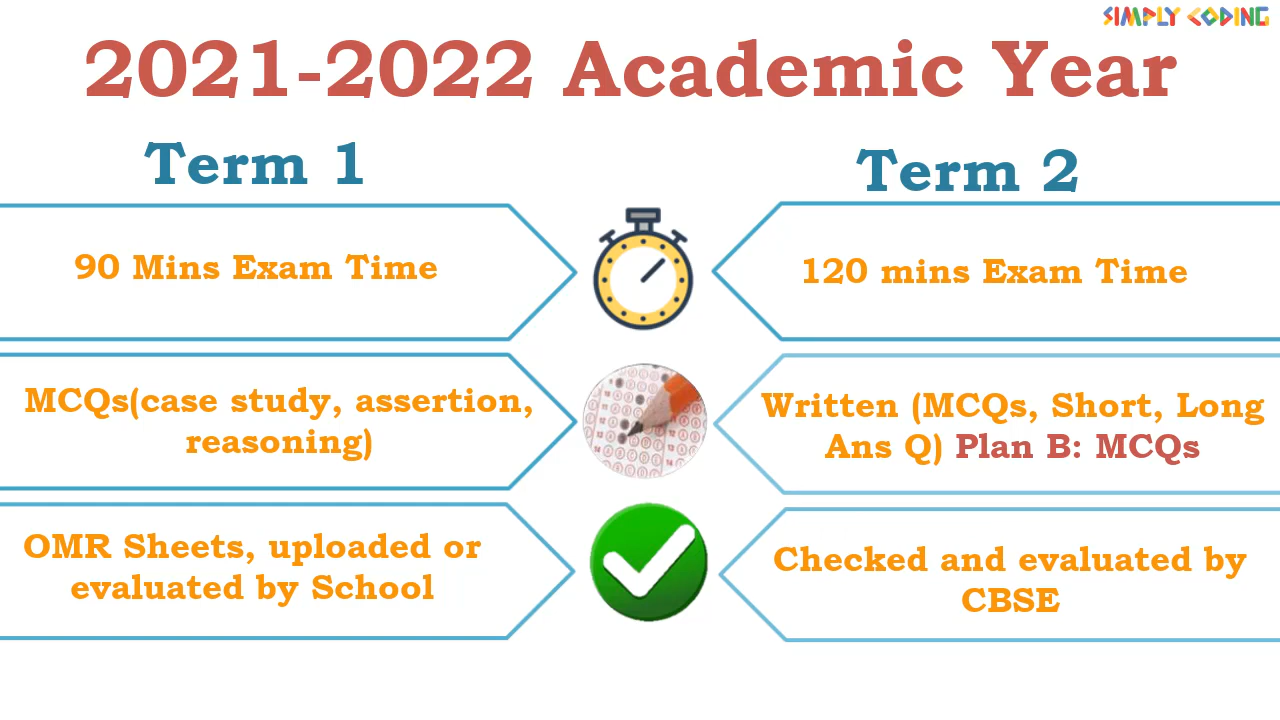 SIMPLY CODING
2021-2022 Academic Year
Term 1
Term 2
90 Mins Exam Time
120 mins Exam Time
MCQs(case study, assertion,
reasoning)
Written (MCQs, Short, Long
Ans Q) Plan B: MCQs
OMR Sheets, uploaded or
evaluated by School
Checked and evaluated by
CBSE